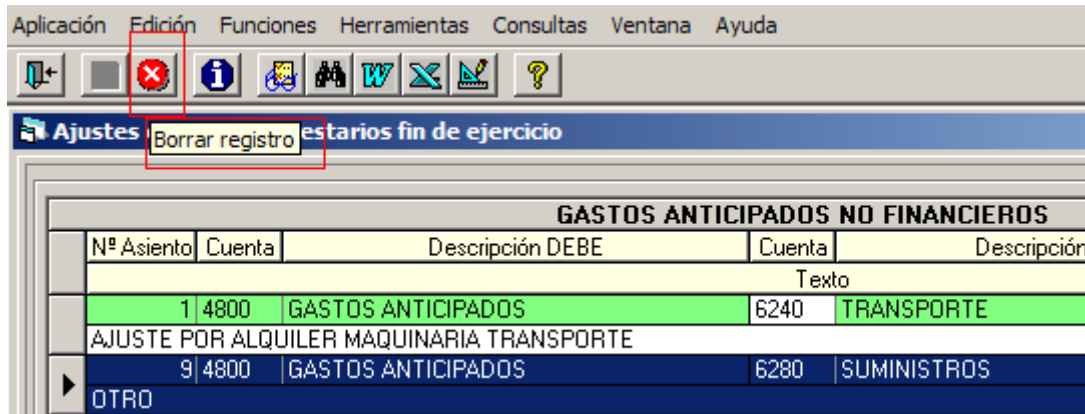 Aplicación Edición Funciones Herramientas Consultas Ventana Ayuda
Ajustes estarios fin de ejercicio
Borrar registro
GASTOS ANTICIPADOS NO FINANCIEROS
Nº Asiento Cuenta Descripción DEBE Cuenta Descripción
Texto
1 4800 GASTOS ANTICIPADOS 6240 TRANSPORTE
AJUSTE POR ALQUILER MAQUINARIA TRANSPORTE
9 4800 GASTOS ANTICIPADOS 6280 SUMINISTROS
OTRO